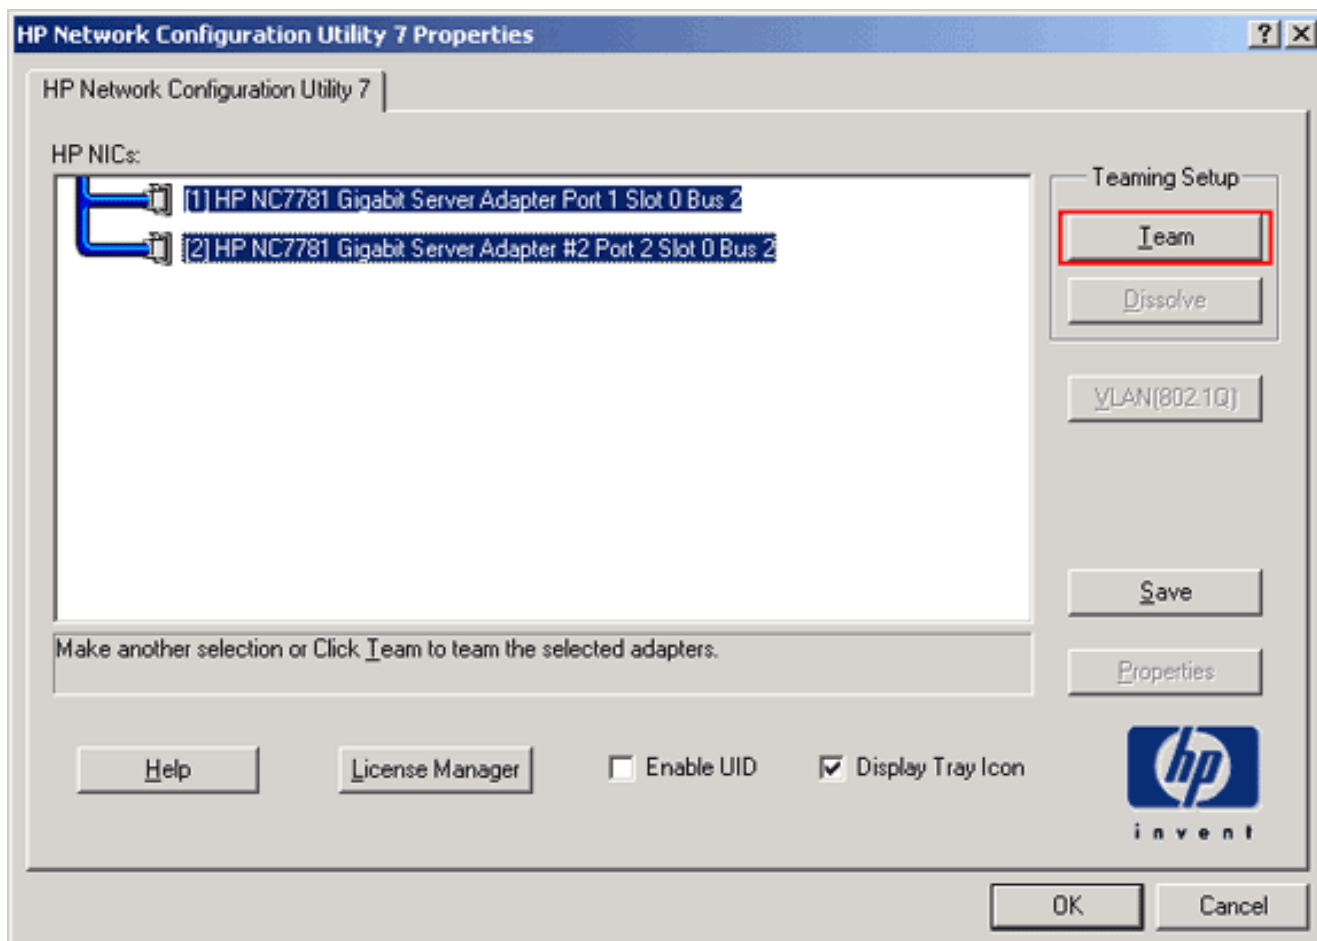 HP Network Configuration Utility 7 Properties
HP Network Configuration Utility 7
HP NICs:
[1] HP NC7781 Gigabit Server Adapter Port 1 Slot 0 Bus 2
[2] HP NC7781 Gigabit Server Adapter #2 Port 2 Slot 0 Bus 2
Teaming Setup
Team
Dissolve
VLAN(802.1Q)
Save
Make another selection or Click Team to team the selected adapters.
Properties
Help
License Manager
Enable UID
Display Tray Icon
hp
invent
OK
Cancel